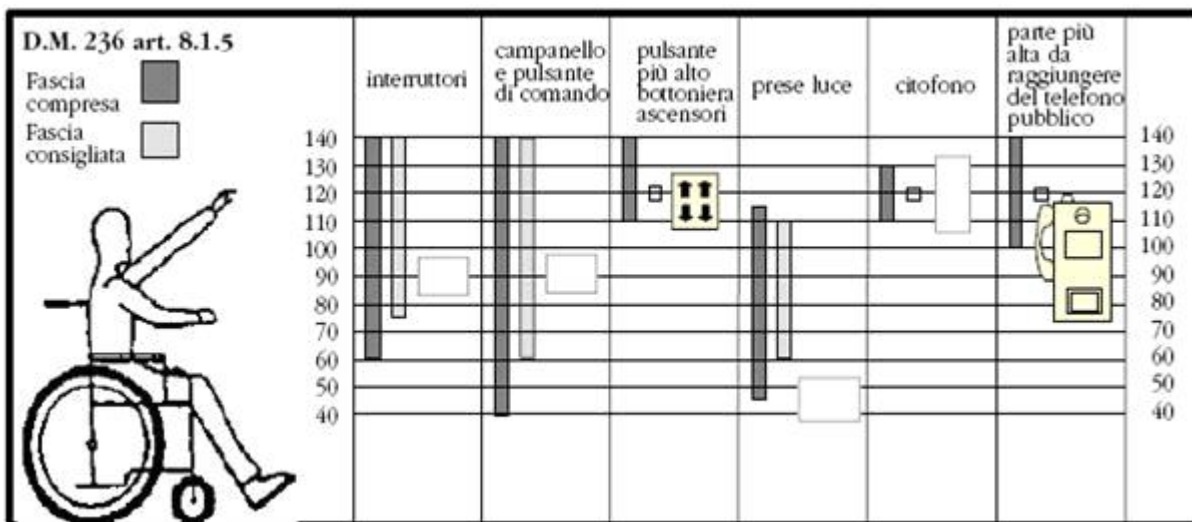 D.M. 236 art. 8.1.5
Fascia
compresa
Fascia
consigliata
interruttori
campanello
e pulsante
di comando
pulsante
più alto
bottoniera
ascensori
prese luce
citofono
parte più
alta da
raggiungere
del telefono
pubblico
140
130
120
110
100
90
80
70
60
50
40
140
130
120
110
100
90
80
70
60
50
40